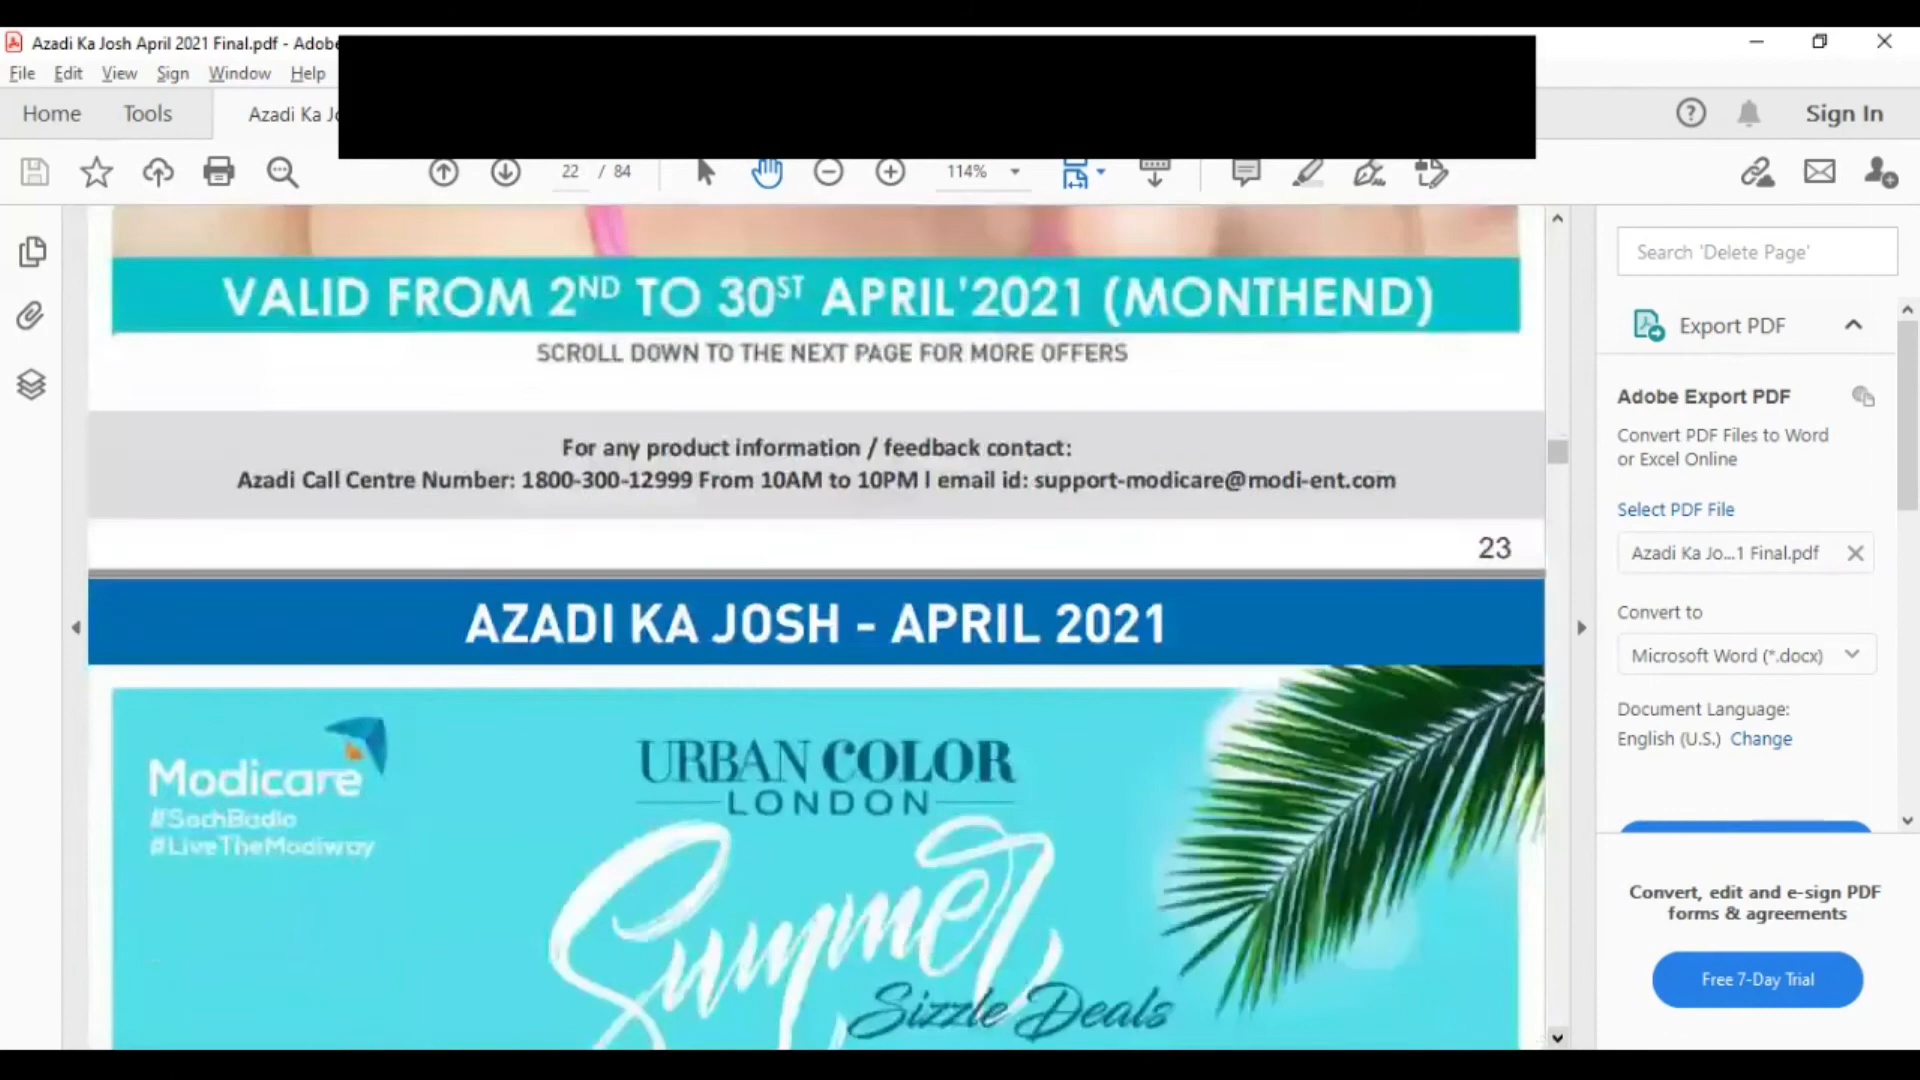 Azadi Ka Josh April 2021 Final.pdf - Adobe
File Edit View Sign Window Help
Home Tools Azadi Ka Jo
Sign In
22 / 84
114%
Search 'Delete Page'
Export PDF
Adobe Export PDF
Convert PDF Files to Word
or Excel Online
Select PDF File
Azadi Ka Jo...1 Final.pdf
Convert to
Microsoft Word (*.docx)
Document Language:
English (U.S.) Change
Convert, edit and e-sign PDF
forms & agreements
Free 7-Day Trial
VALID FROM 2ND TO 30ST APRIL'2021 (MONTHEND)
SCROLL DOWN TO THE NEXT PAGE FOR MORE OFFERS
For any product information / feedback contact:
Azadi Call Centre Number: 1800-300-12999 From 10AM to 10PM l email id: support-modicare@modi-ent.com
23
AZADI KA JOSH - APRIL 2021
Modicare
#SochBadlo
#LiveTheModiway
URBAN COLOR
LONDON
Summer
Sizzle Deals